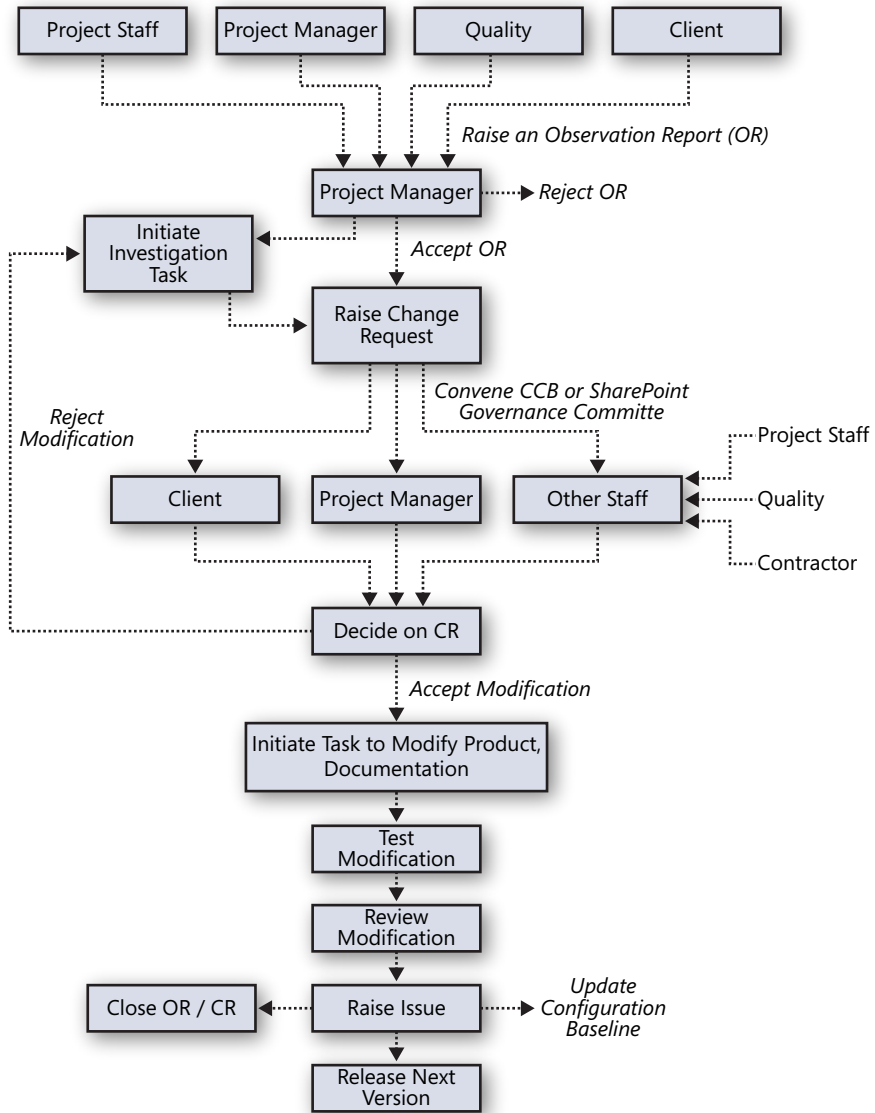 Project Staff
Project Manager
Quality
Client
Raise an Observation Report (OR)
Project Manager
Reject OR
Initiate
Investigation
Task
Accept OR
Raise Change
Request
Convene CCB or SharePoint
Governance Committe
Reject
Modification
Project Staff
Client
Project Manager
Other Staff
Quality
Contractor
Decide on CR
Accept Modification
Initiate Task to Modify Product,
Documentation
Test
Modification
Review
Modification
Close OR / CR
Raise Issue
Update
Configuration
Baseline
Release Next
Version